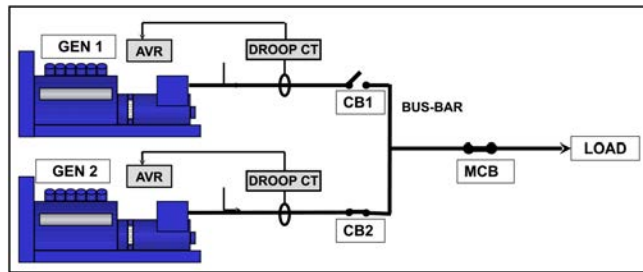 GEN 1
AVR
DROOP CT
CB1
BUS-BAR
MCB
LOAD
GEN 2
AVR
DROOP CT
CB2